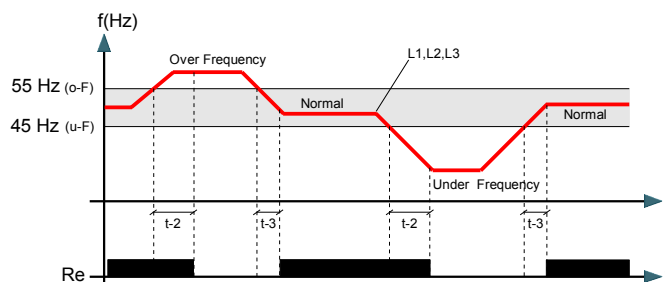 f(Hz)
Over Frequency
L1,L2,L3
55 Hz (o-F)
Normal
Normal
45 Hz (u-F)
Under Frequency
t-2
t-3
t-2
t-3
Re